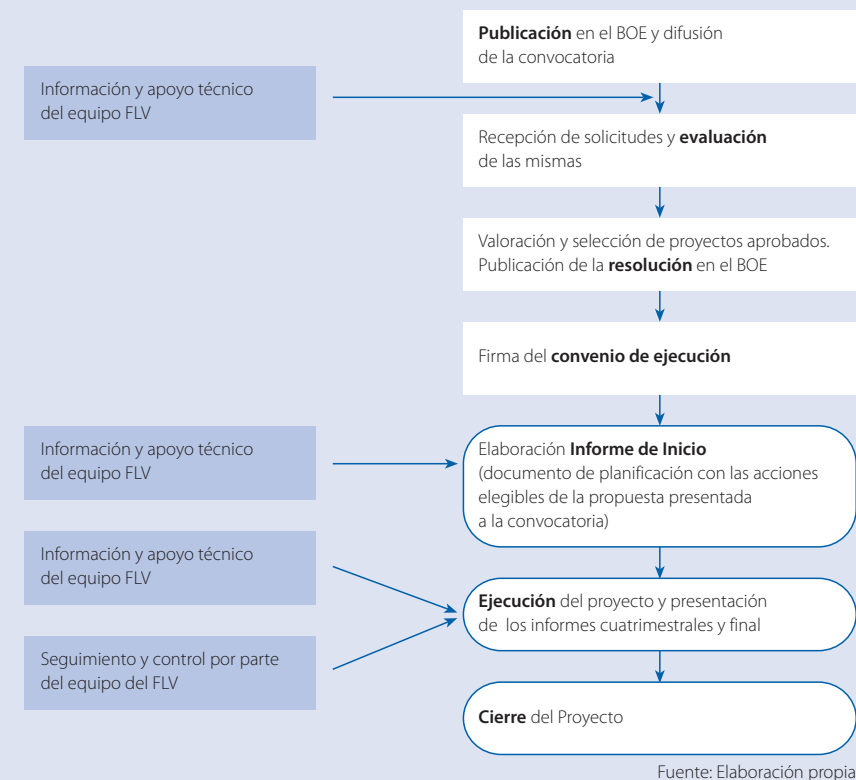 Publicación en el BOE y difusión
de la convocatoria
Información y apoyo técnico
del equipo FLV
Recepción de solicitudes y evaluación
de las mismas
Valoración y selección de proyectos aprobados.
Publicación de la resolución en el BOE
Firma del convenio de ejecución
Información y apoyo técnico
del equipo FLV
Elaboración Informe de Inicio
(documento de planificación con las acciones
elegibles de la propuesta presentada
a la convocatoria)
Información y apoyo técnico
del equipo FLV
Ejecución del proyecto y presentación
de los informes cuatrimestrales y final
Seguimiento y control por parte
del equipo del FLV
Cierre del Proyecto
Fuente: Elaboración propia